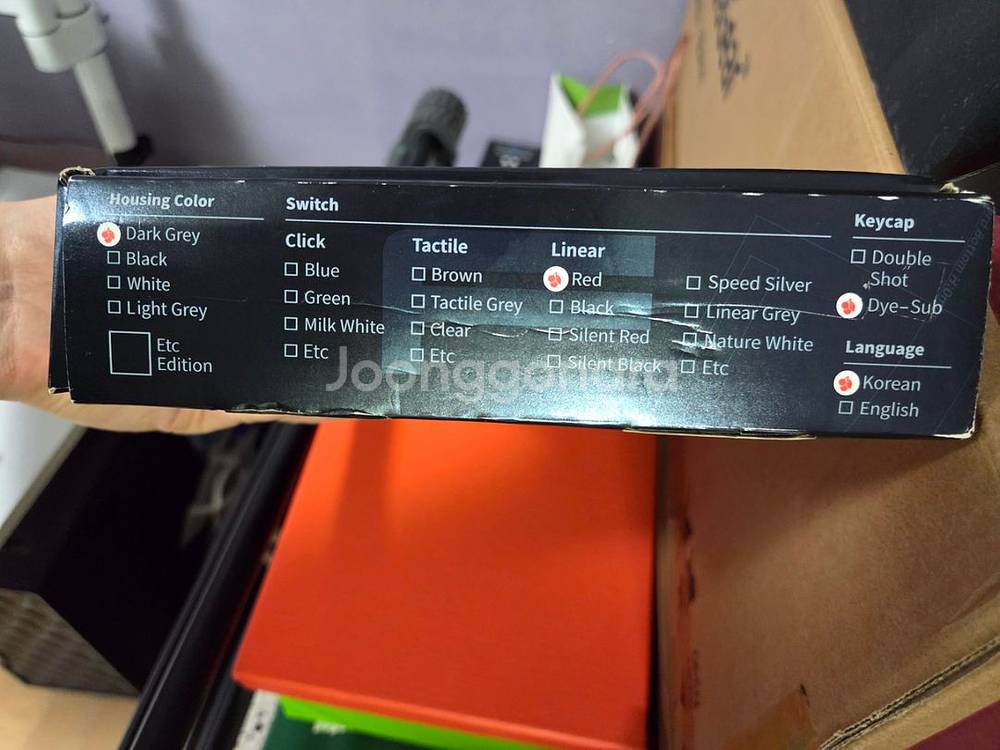 Housing Color
Dark Grey
Black
White
Light Grey
Etc
Edition
Switch
Click
Blue
Green
Milk White
Etc
Tactile
Brown
Tactile Grey
Clear
Etc
Linear
Red
Black
Silent Red
Silent Black
Speed Silver
Linear Grey
Nature White
Etc
Keycap
Double
Shot
Dye-Sub
Language
Korean
English
Joonggonara